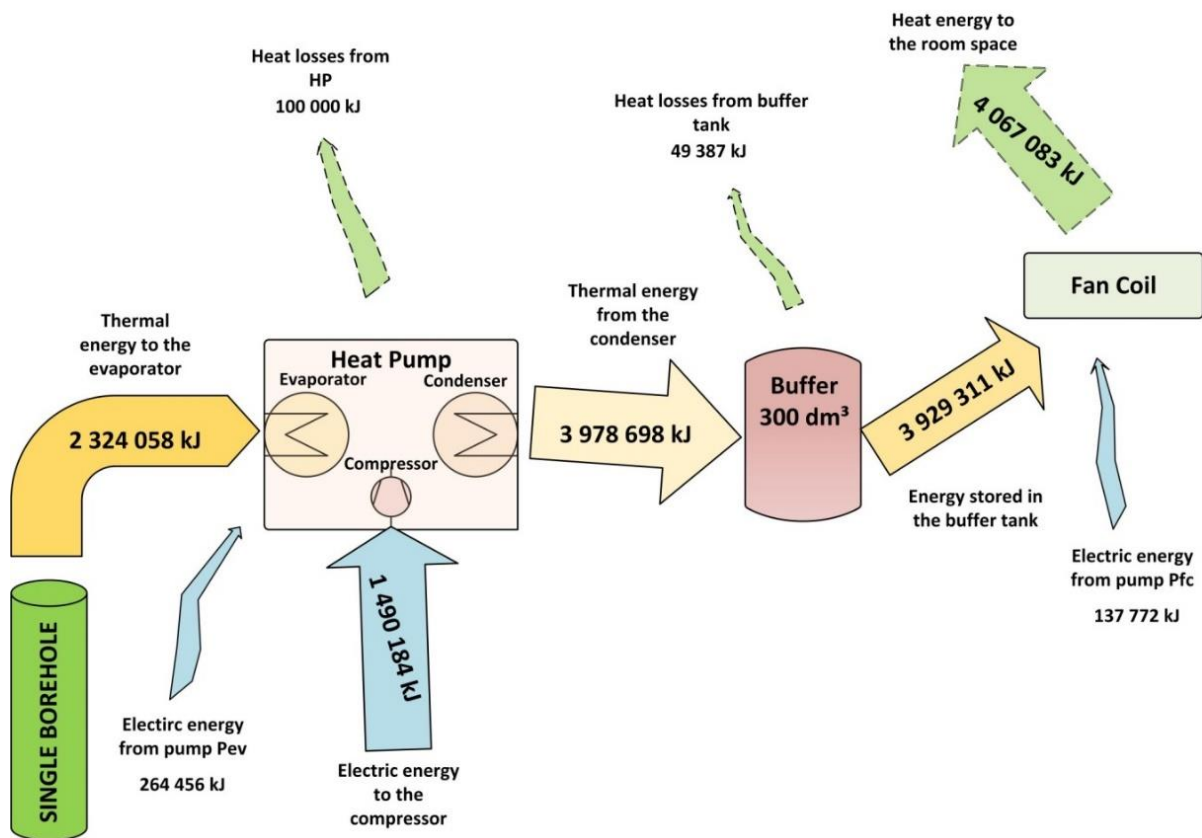 Heat losses from
HP
100 000 kJ
Heat losses from buffer
tank
49 387 kJ
Heat energy to
the room space
4 067 083 kJ
Fan Coil
Thermal
energy to the
evaporator
2 324 058 kJ
Heat Pump
Evaporator
Condenser
Compressor
Thermal energy
from the
condenser
3 978 698 kJ
Buffer
300 dm³
3 929 311 kJ
Energy stored in
the buffer tank
Electric energy
from pump Pfc
137 772 kJ
SINGLE BOREHOLE
Electirc energy
from pump Pev
264 456 kJ
1 490 184 kJ
Electric energy
to the
compressor